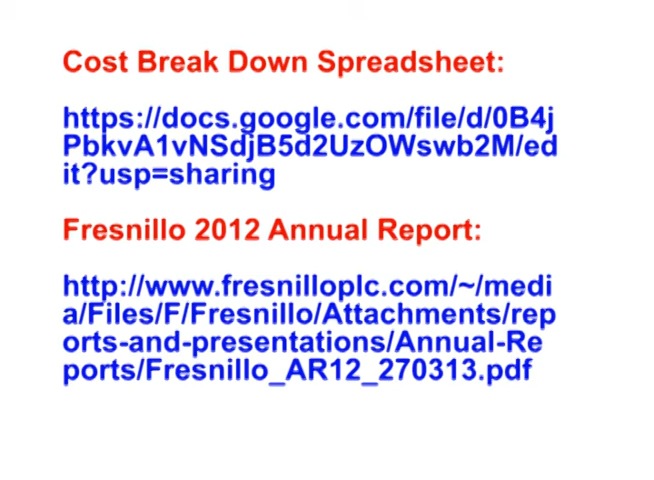 Cost Break Down Spreadsheet:
https://docs.google.com/file/d/0B4j
PbkvA1vNSdjB5d2UzOWswb2M/ed
it?usp=sharing
Fresnillo 2012 Annual Report:
http://www.fresnilloplc.com/~/medi
a/Files/F/Fresnillo/Attachments/rep
orts-and-presentations/Annual-Re
ports/Fresnillo_AR12_270313.pdf